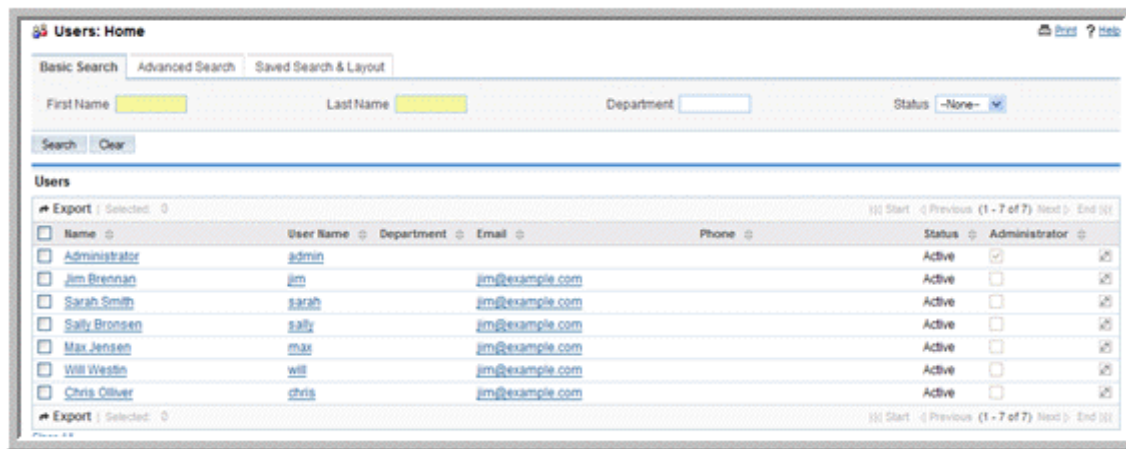 Users: Home Print ? Help
Basic Search Advanced Search Saved Search & Layout
First Name Last Name Department Status --None--
Search Clear
Users
Export | Selected: 0 Start Previous (1 - 7 of 7) Next End
Name User Name Department Email Phone Status Administrator
Administrator admin Active
Jim Brennan jim jim@example.com Active
Sarah Smith sarah jim@example.com Active
Sally Bronsen sally jim@example.com Active
Max Jensen max jim@example.com Active
Will Westin will jim@example.com Active
Chris Olliver chris jim@example.com Active
Export | Selected: 0 Start Previous (1 - 7 of 7) Next End